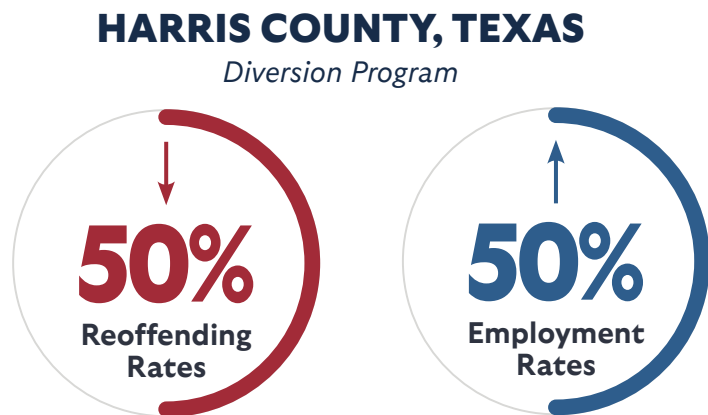 HARRIS COUNTY, TEXAS
Diversion Program
50%
Reoffending
Rates
50%
Employment
Rates